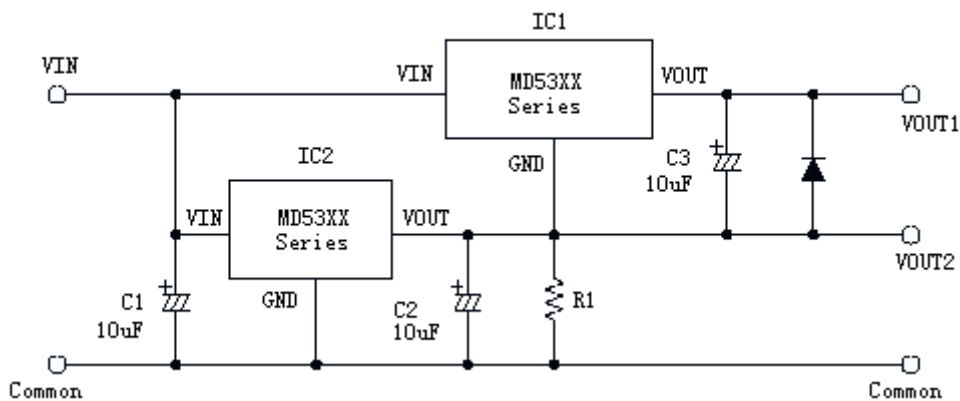 IC1
VIN
VIN
MD53XX
Series
VOUT
VOUT1
GND
C3
10uF
IC2
VIN
MD53XX
Series
VOUT
VOUT2
GND
C1
10uF
C2
10uF
R1
Common
Common